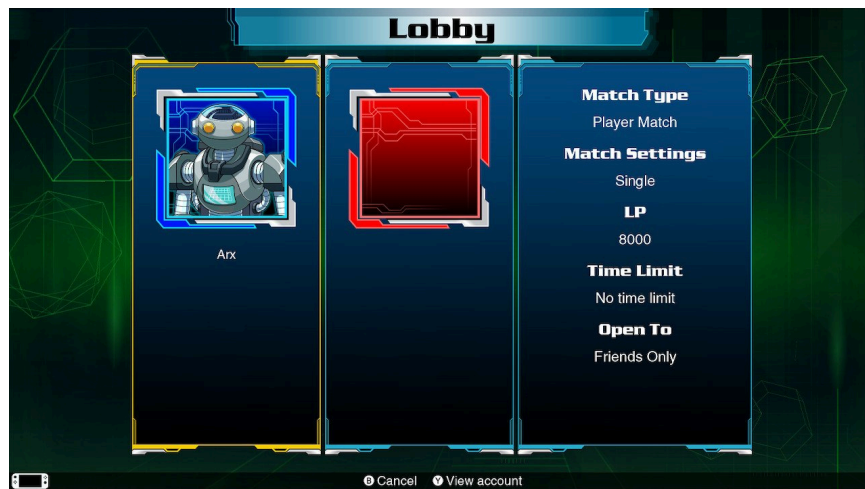 Lobby
Arx
Match Type
Player Match
Match Settings
Single
LP
8000
Time Limit
No time limit
Open To
Friends Only
B Cancel Y View account